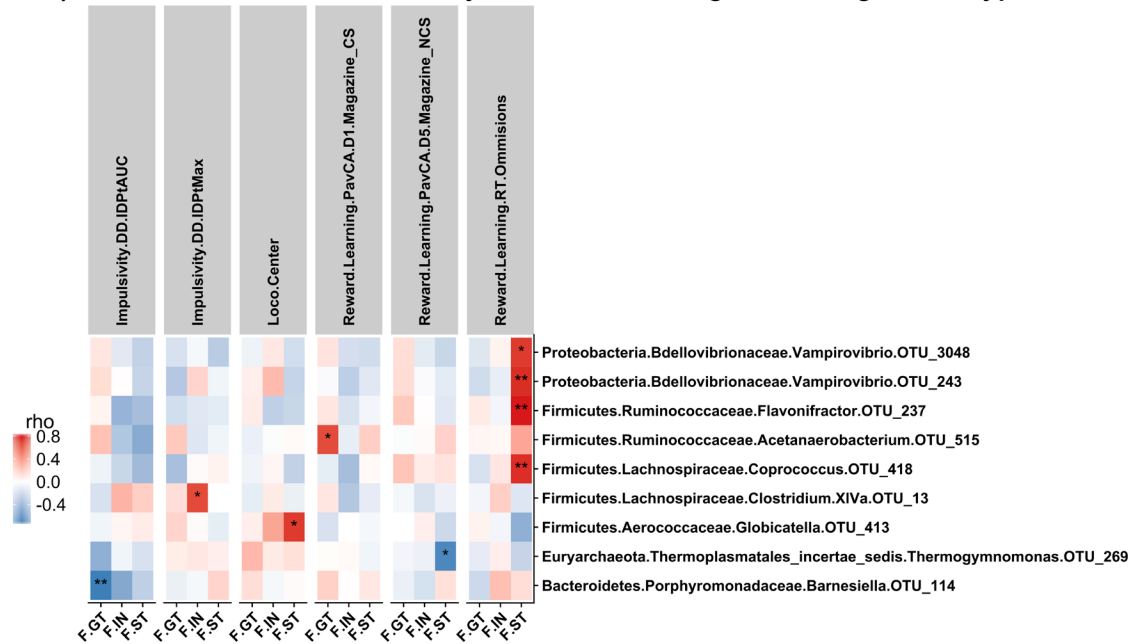 Impulsivity.DD.IDPtAUC
Impulsivity.DD.IDPtMax
Loco.Center
Reward.Learning.PavCA.D1.Magazine_CS
Reward.Learning.PavCA.D5.Magazine_NCS
Reward.Learning.RT.Ommisions
* Proteobacteria.Bdellovibrionaceae.Vampirovibrio.OTU_3048
** Proteobacteria.Bdellovibrionaceae.Vampirovibrio.OTU_243
** Firmicutes.Ruminococcaceae.Flavonifractor.OTU_237
* Firmicutes.Ruminococcaceae.Acetanaerobacterium.OTU_515
** Firmicutes.Lachnospiraceae.Coprococcus.OTU_418
* Firmicutes.Lachnospiraceae.Clostridium.XlVa.OTU_13
* Firmicutes.Aerococcaceae.Globicatella.OTU_413
* Euryarchaeota.Thermoplasmatales_incertae_sedis.Thermogymnomonas.OTU_269
** Bacteroidetes.Porphyromonadaceae.Barnesiella.OTU_114
rho
0.8
0.4
0.0
-0.4
F.GT F.IN F.ST F.GT F.IN F.ST F.GT F.IN F.ST F.GT F.IN F.ST F.GT F.IN F.ST F.GT F.IN F.ST